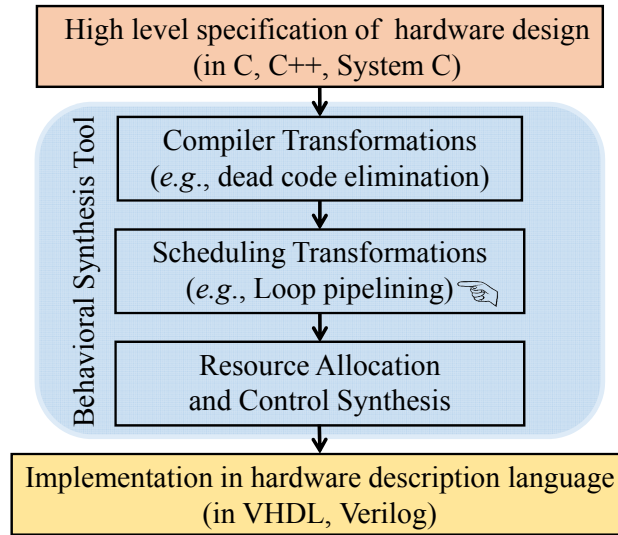 High level specification of hardware design
(in C, C++, System C)
Behavioral Synthesis Tool
Compiler Transformations
(e.g., dead code elimination)
Scheduling Transformations
(e.g., Loop pipelining)
Resource Allocation
and Control Synthesis
Implementation in hardware description language
(in VHDL, Verilog)